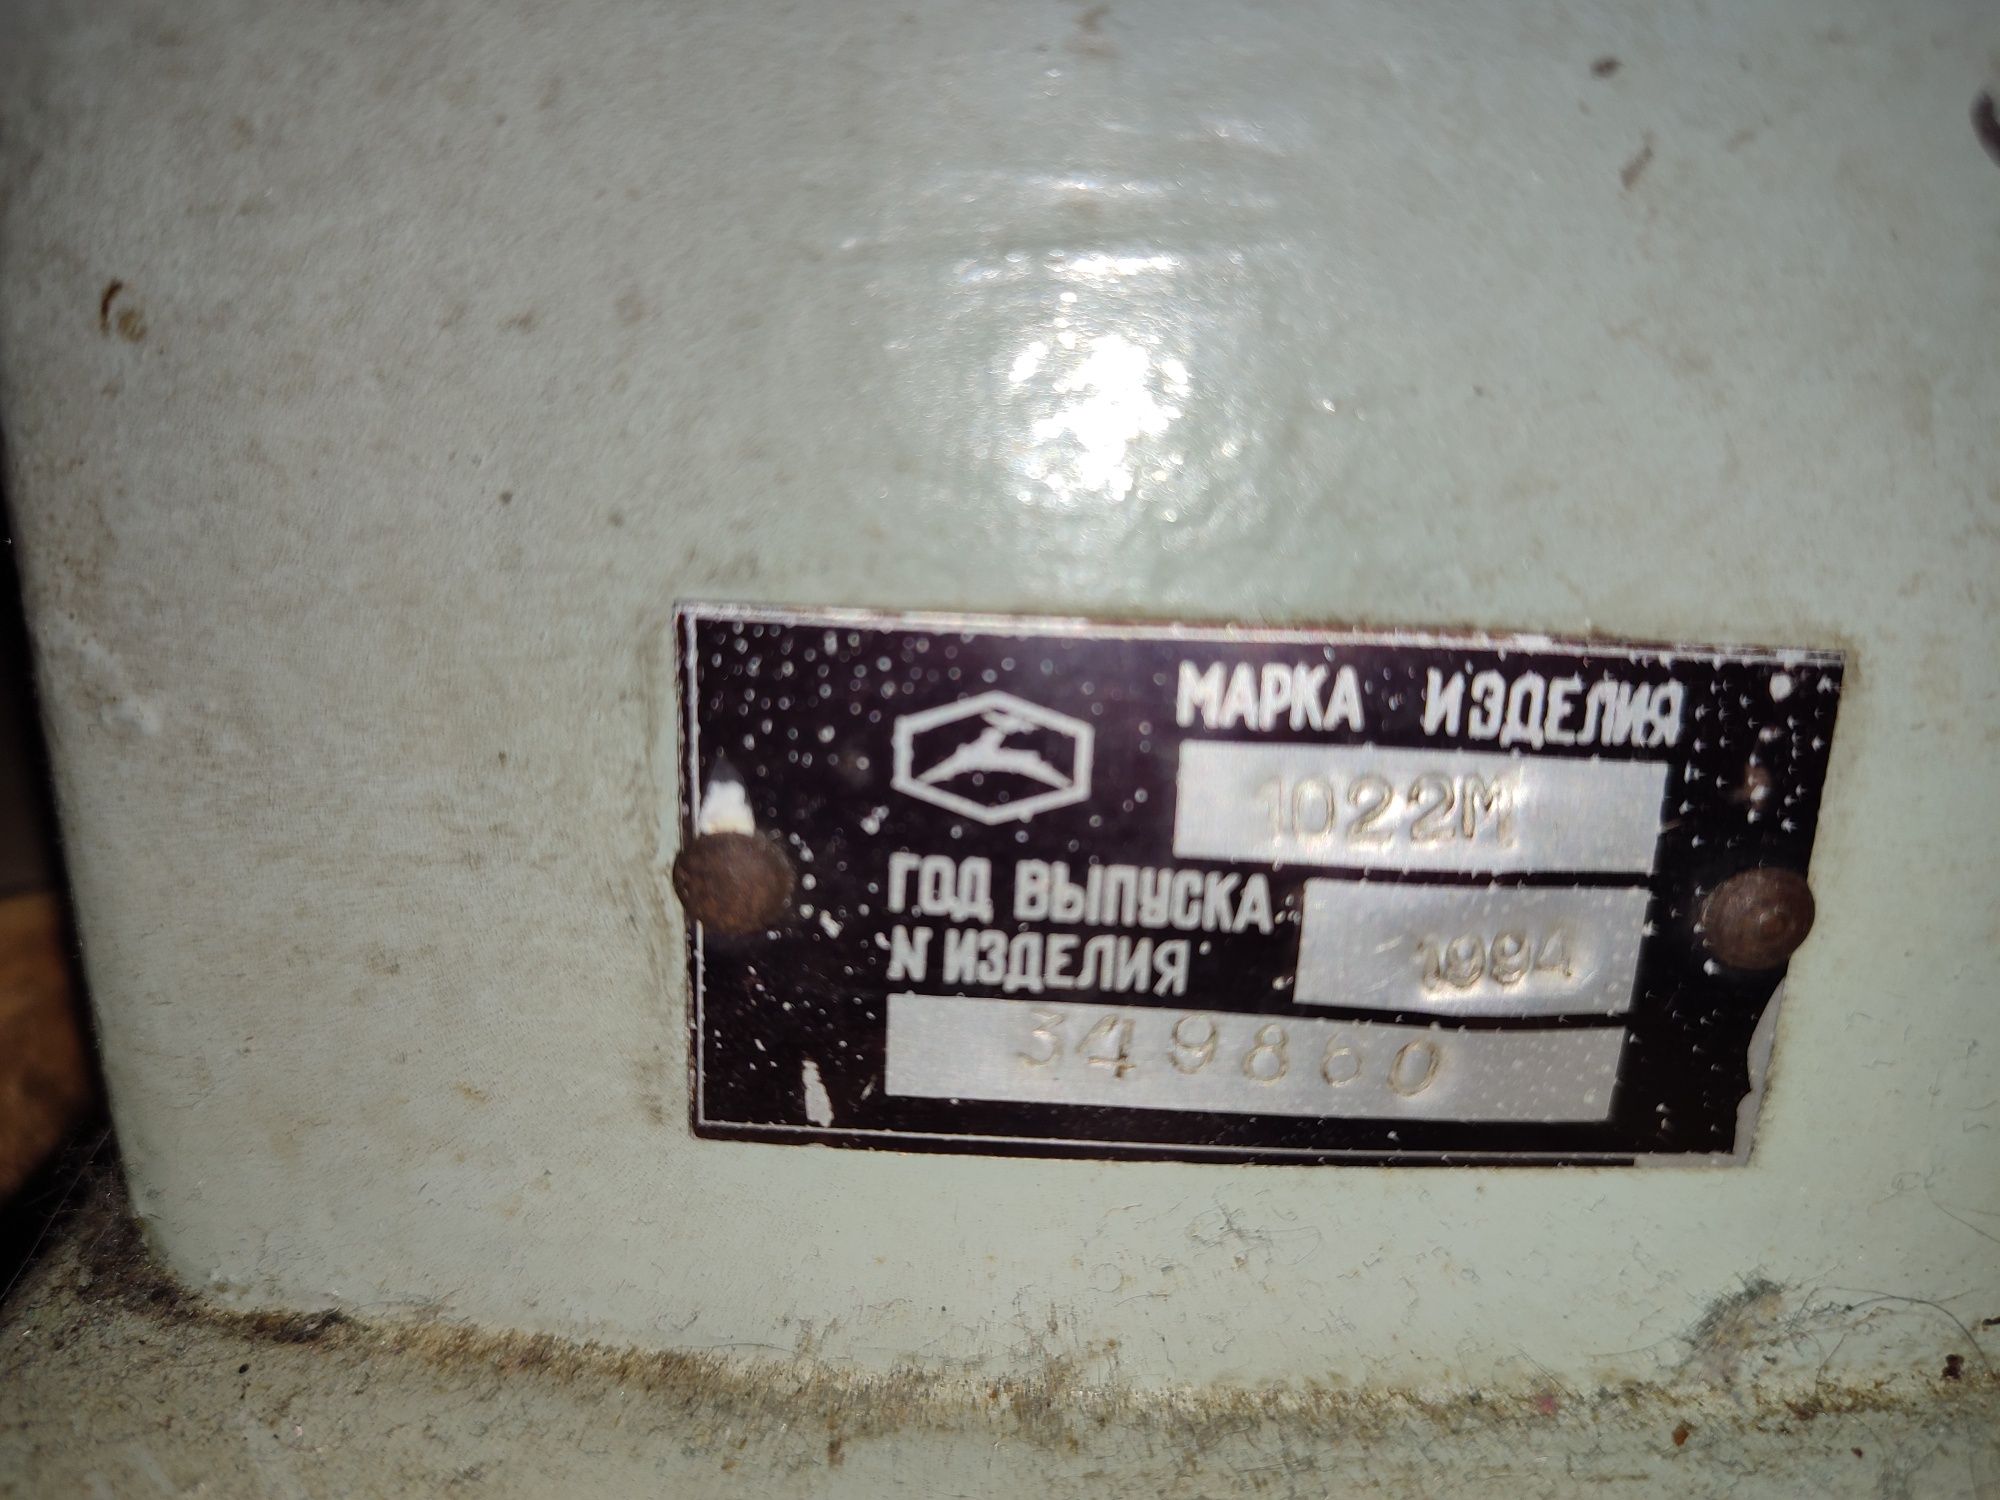 МАРКА ИЗДЕЛИЯ
1022М
ГОД ВЫПУСКА
1994
N ИЗДЕЛИЯ
349860